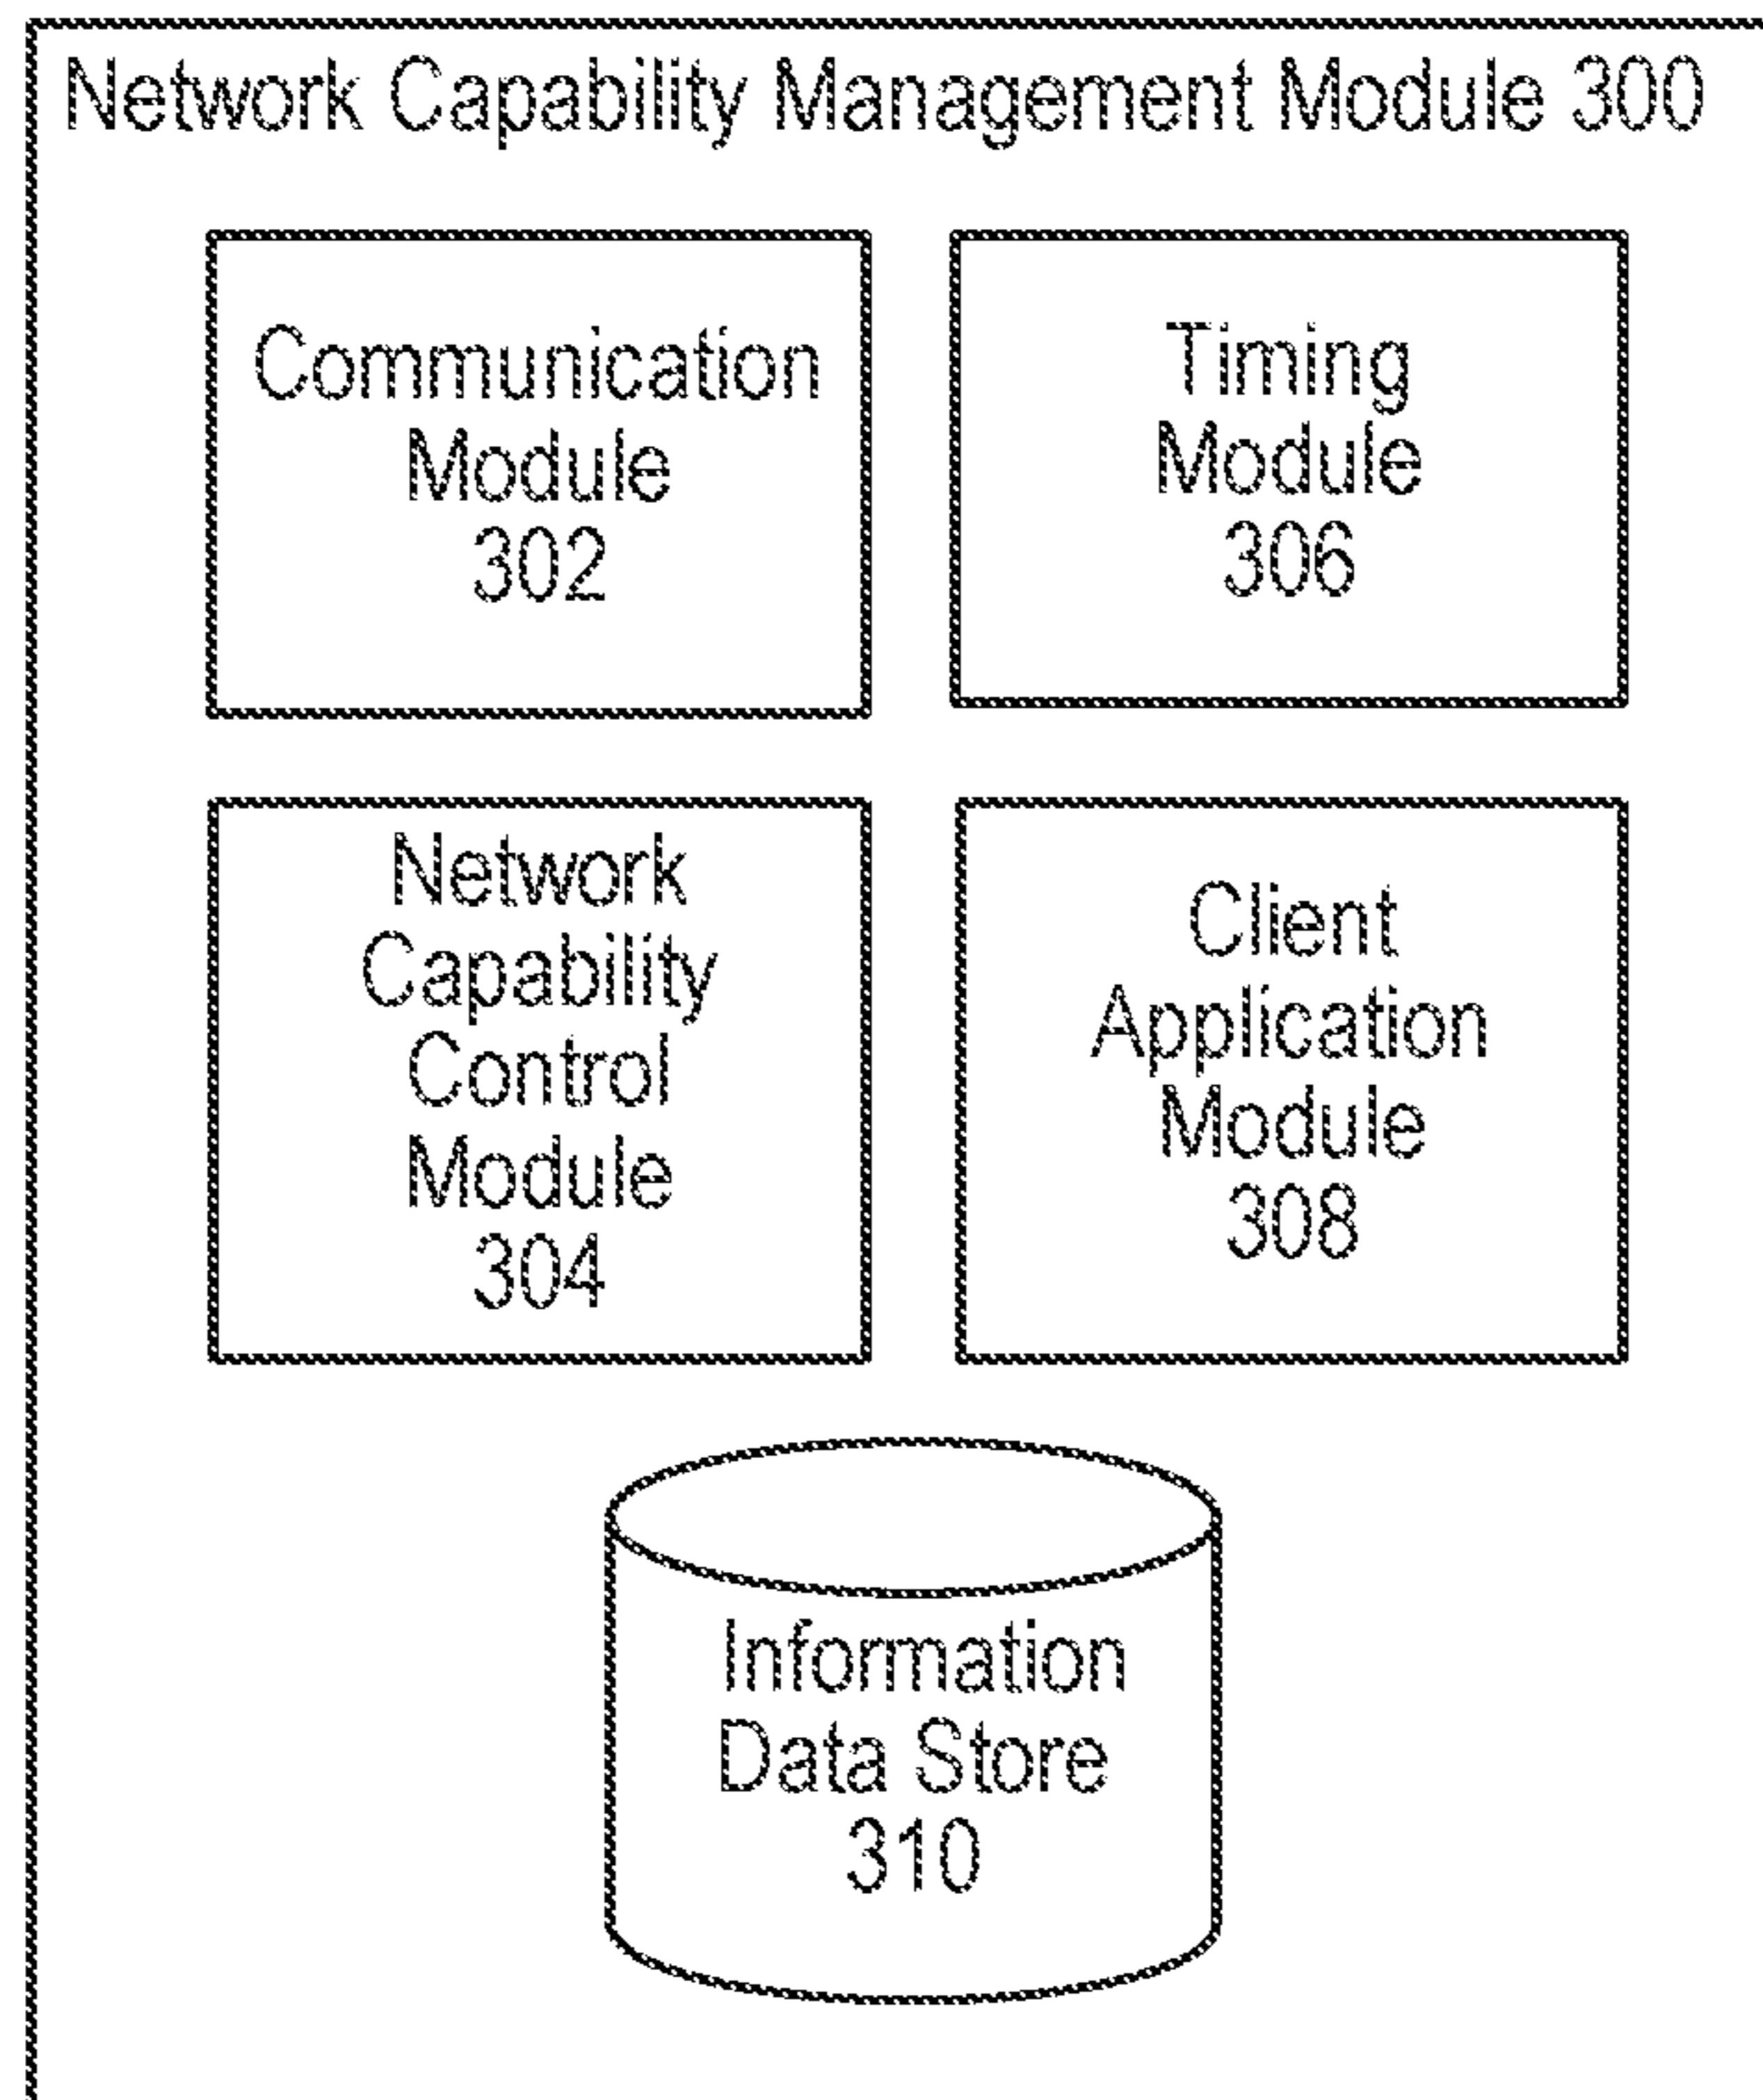 Network Capability Management Module 300
Communication
Module
302
Timing
Module
306
Network
Capability
Control
Module
304
Client
Application
Module
308
Information
Data Store
310